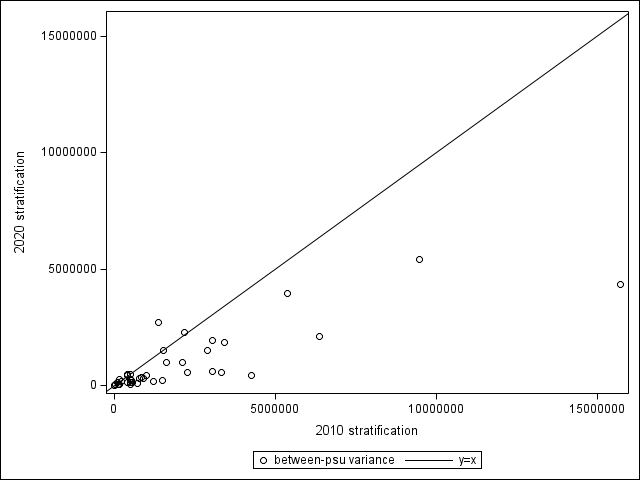 15000000
10000000
5000000
0
2020 stratification
0
5000000
10000000
15000000
2010 stratification
between-psu variance
y=x